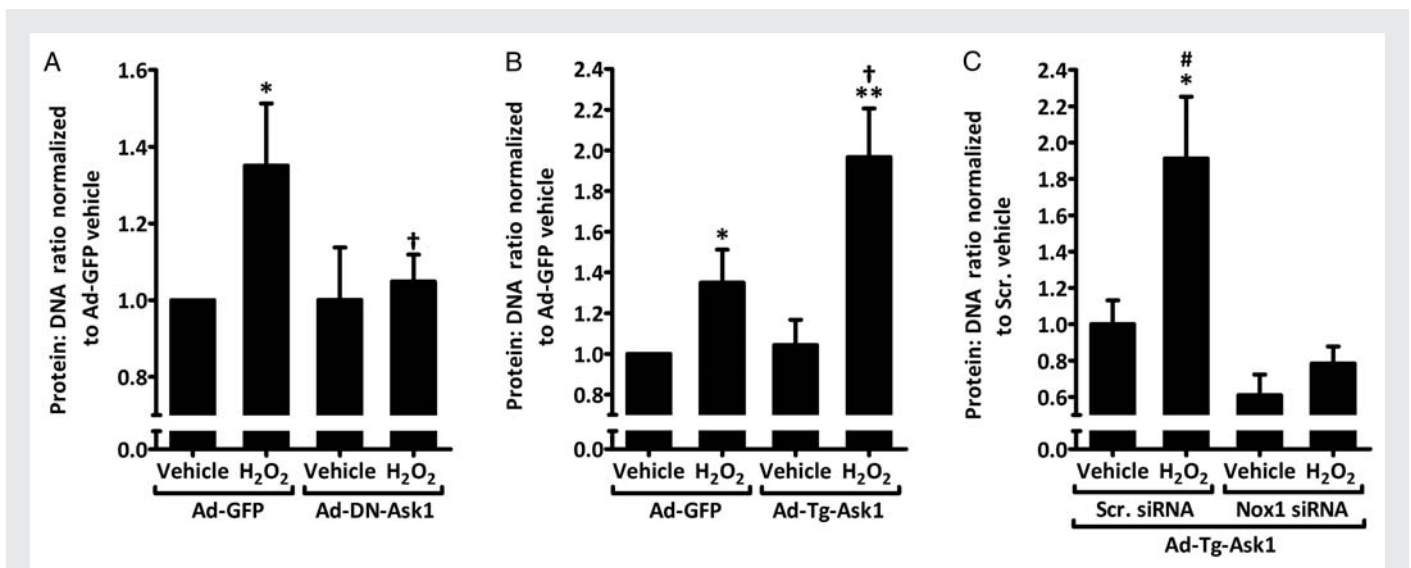 A
Protein: DNA ratio normalized
to Ad-GFP vehicle
1.6
1.4
1.2
1.0
0.8
0.0
*
†
Vehicle H₂O₂ Vehicle H₂O₂
Ad-GFP Ad-DN-Ask1
B
Protein: DNA ratio normalized
to Ad-GFP vehicle
2.4
2.2
2.0
1.8
1.6
1.4
1.2
1.0
0.8
0.0
*
†
**
Vehicle H₂O₂ Vehicle H₂O₂
Ad-GFP Ad-Tg-Ask1
C
Protein: DNA ratio normalized
to Scr. vehicle
2.4
2.2
2.0
1.8
1.6
1.4
1.2
1.0
0.8
0.6
0.0
#
*
Vehicle H₂O₂ Vehicle H₂O₂
Scr. siRNA Nox1 siRNA
Ad-Tg-Ask1